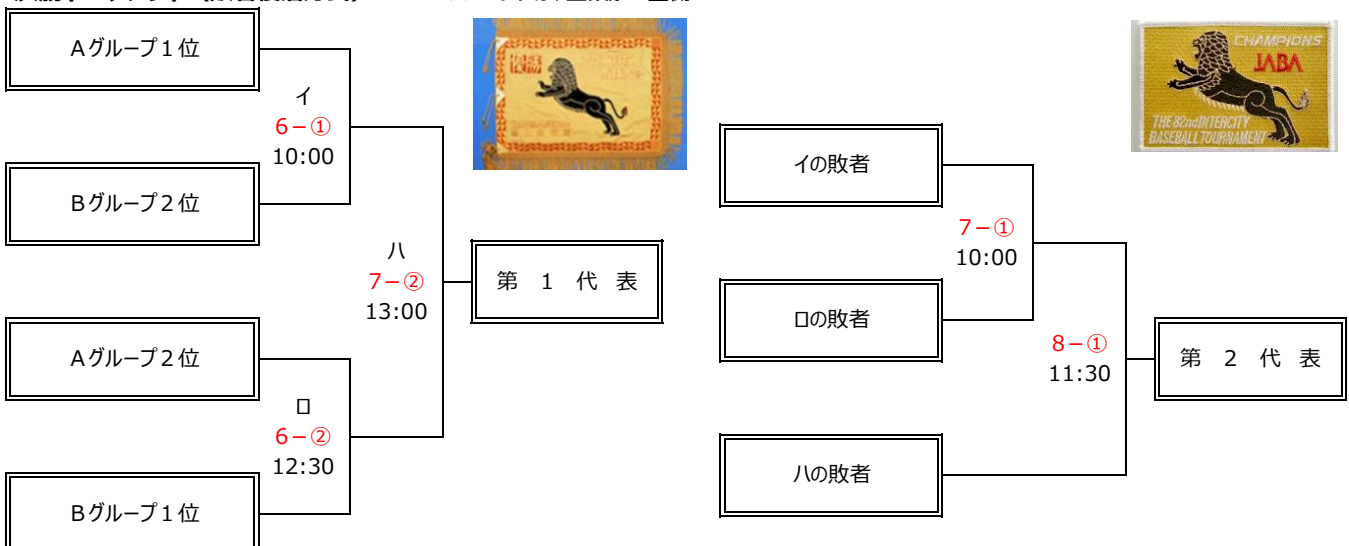 Aグループ1位
イ
6-①
10:00
Bグループ2位
ハ
7-②
13:00
第 1 代 表
Aグループ2位
ロ
6-②
12:30
Bグループ1位
優勝
CHAMPIONS
JABA
THE 82nd INTERCITY
BASEBALL TOURNAMENT
イの敗者
7-①
10:00
ロの敗者
8-①
11:30
第 2 代 表
ハの敗者